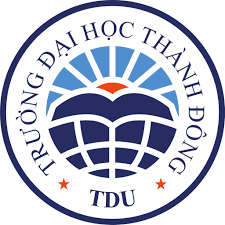 TRƯỜNG ĐẠI HỌC THÀNH ĐÔNG
TDU